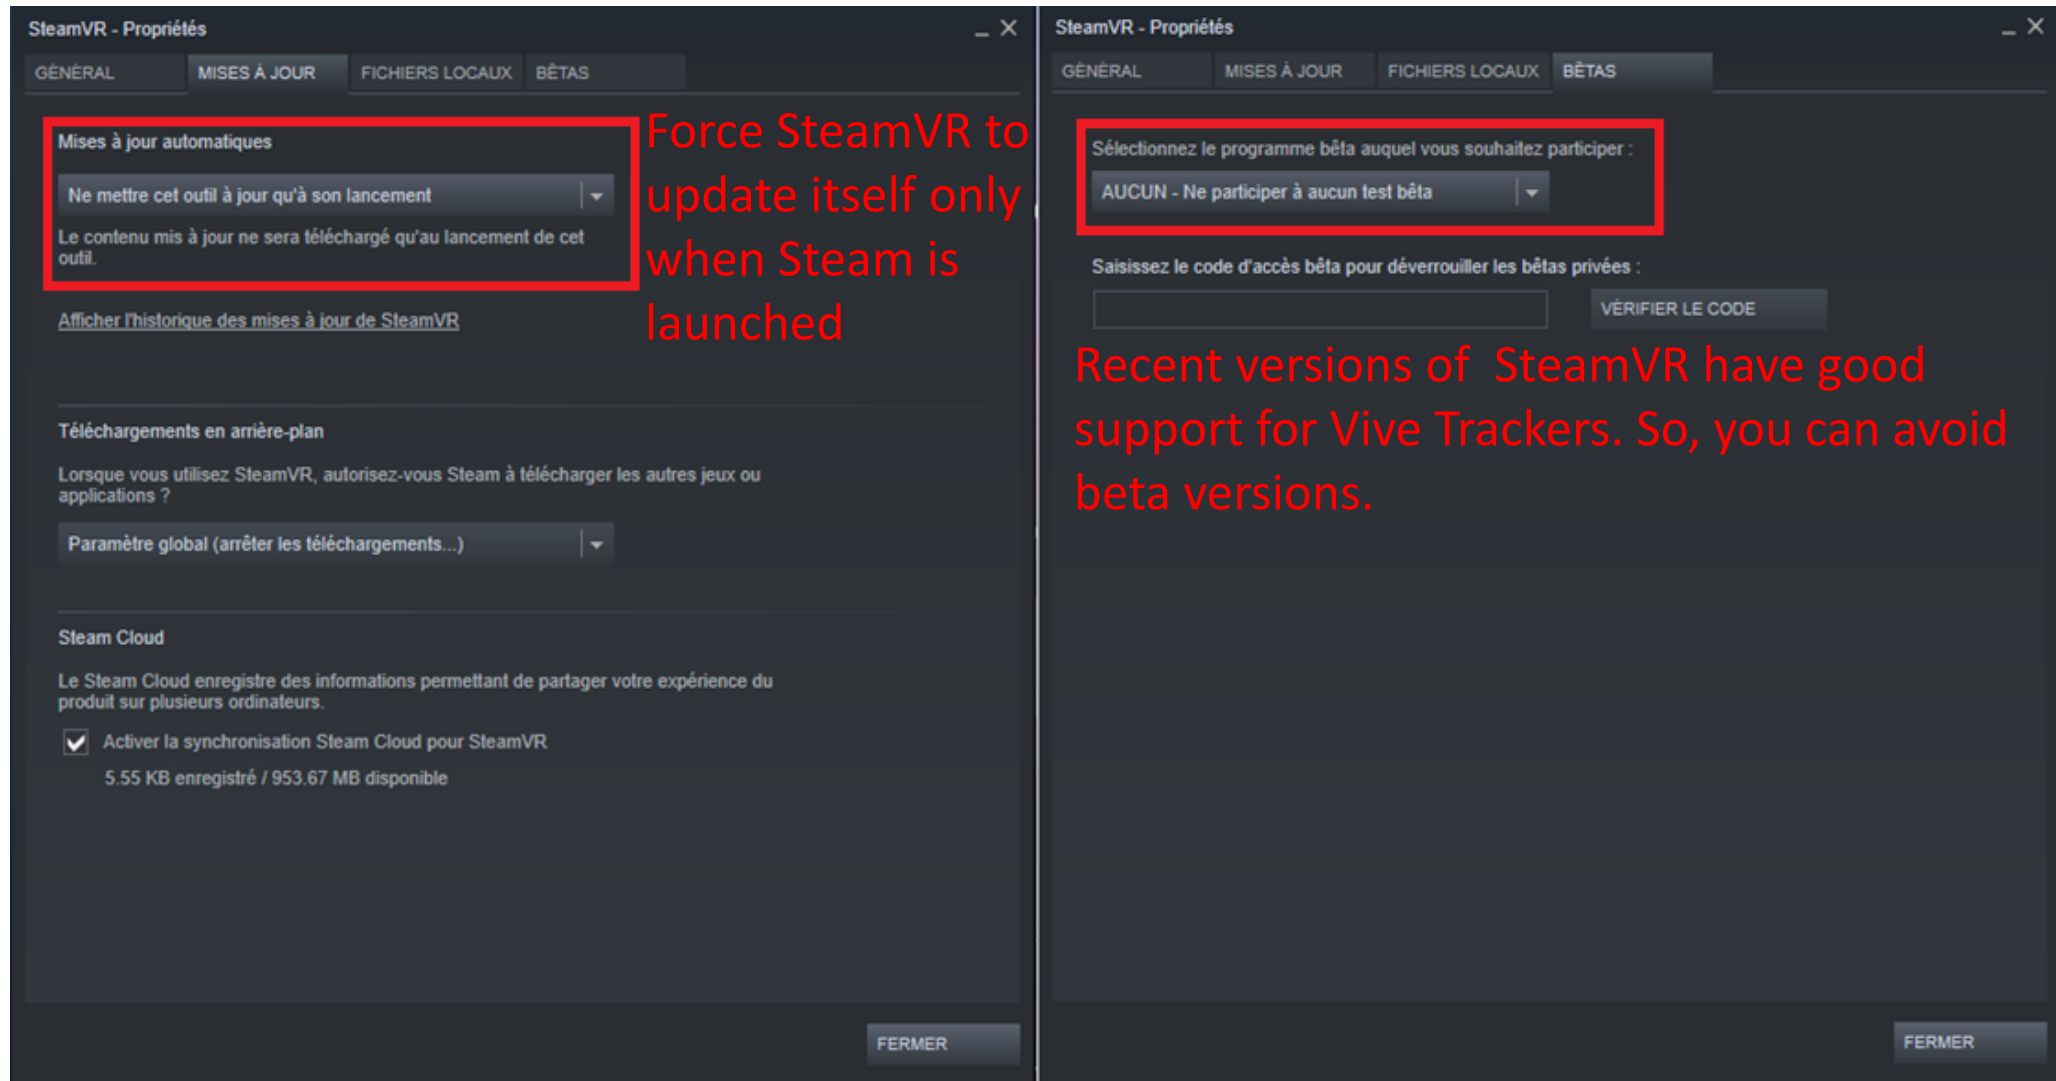 SteamVR - Propriétés
GÉNÉRAL MISES À JOUR FICHIERS LOCAUX BÊTAS
Mises à jour automatiques
Ne mettre cet outil à jour qu'à son lancement
Le contenu mis à jour ne sera téléchargé qu'au lancement de cet
outil.
Afficher l'historique des mises à jour de SteamVR
Force SteamVR to
update itself only
when Steam is
launched
Téléchargements en arrière-plan
Lorsque vous utilisez SteamVR, autorisez-vous Steam à télécharger les autres jeux ou
applications ?
Paramètre global (arrêter les téléchargements...)
Steam Cloud
Le Steam Cloud enregistre des informations permettant de partager votre expérience du
produit sur plusieurs ordinateurs.
Activer la synchronisation Steam Cloud pour SteamVR
5.55 KB enregistré / 953.67 MB disponible
FERMER
SteamVR - Propriétés
GÉNÉRAL MISES À JOUR FICHIERS LOCAUX BÊTAS
Sélectionnez le programme bêta auquel vous souhaitez participer :
AUCUN - Ne participer à aucun test bêta
Saisissez le code d'accès bêta pour déverrouiller les bêtas privées :
VÉRIFIER LE CODE
Recent versions of SteamVR have good
support for Vive Trackers. So, you can avoid
beta versions.
FERMER